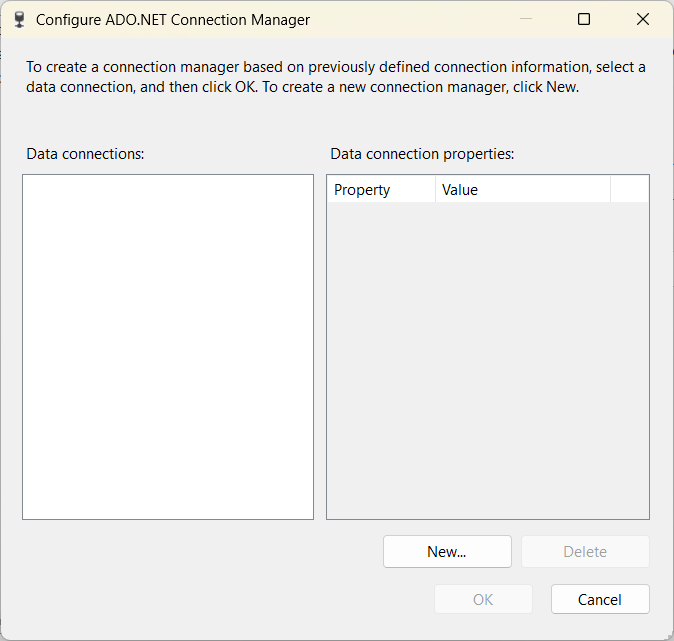 Configure ADO.NET Connection Manager
To create a connection manager based on previously defined connection information, select a
data connection, and then click OK. To create a new connection manager, click New.
Data connections:
Data connection properties:
Property Value
New... Delete
OK Cancel